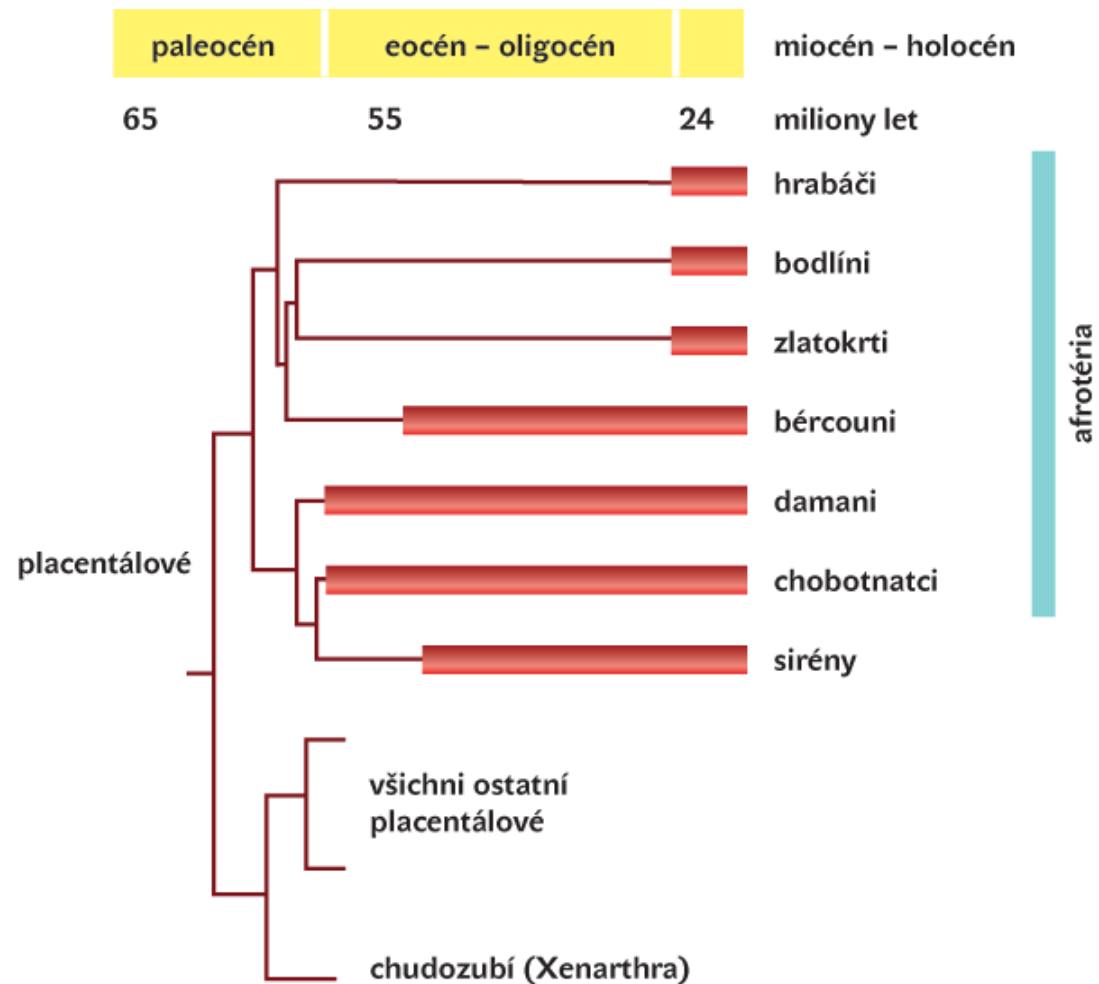 paleocén eocén – oligocén miocén – holocén
65 55 24 miliony let
hrabáči
bodlíni
zlatokrti
bércouni
damani
chobotnatci
sirény
afrotéria
placentálové
všichni ostatní
placentálové
chudozubí (Xenarthra)